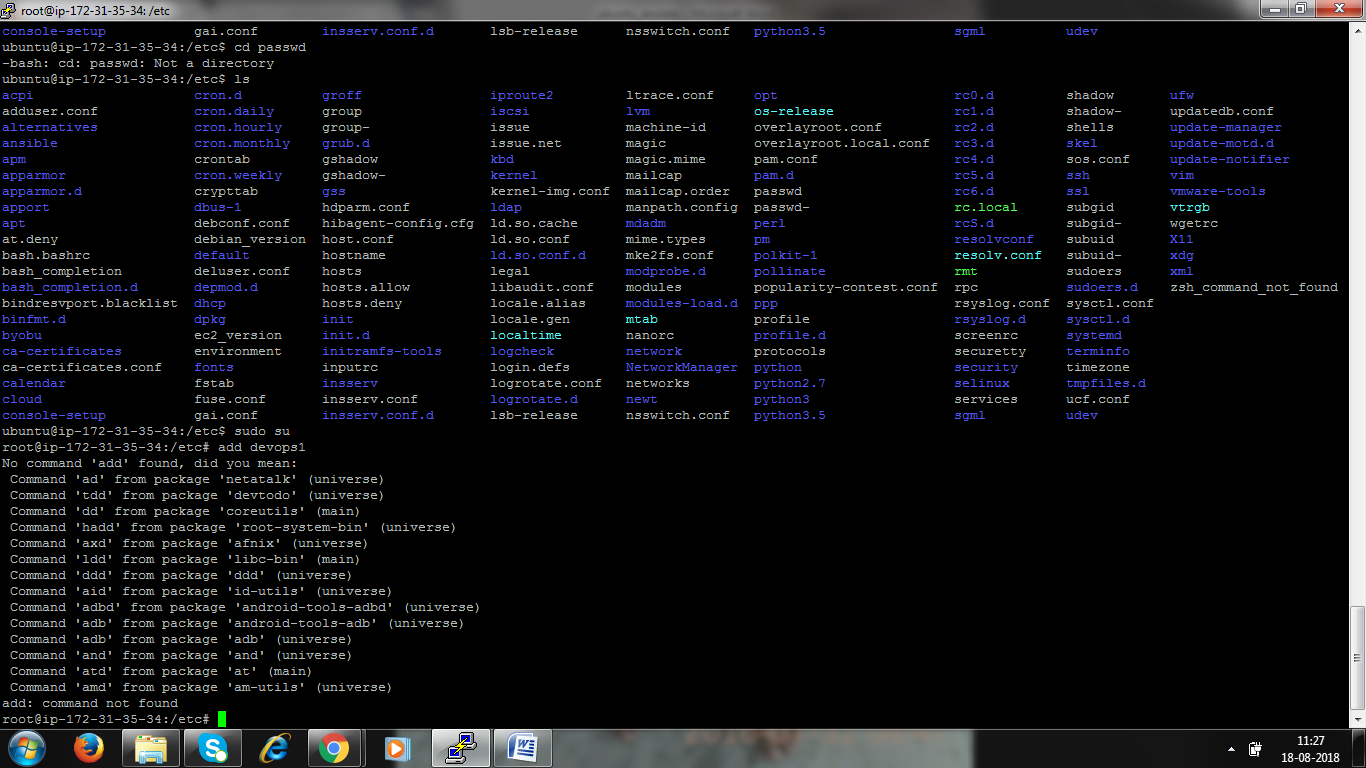 root@ip-172-31-35-34: /etc
console-setup gai.conf insserv.conf.d lsb-release nsswitch.conf python3.5 sgml udev
ubuntu@ip-172-31-35-34:/etc$ cd passwd
-bash: cd: passwd: Not a directory
ubuntu@ip-172-31-35-34:/etc$ ls
acpi cron.d groff iproute2 ltrace.conf opt rc0.d shadow ufw
adduser.conf cron.daily group iscsi lvm os-release rc1.d shadow- updatedb.conf
alternatives cron.hourly group- issue machine-id overlayroot.conf rc2.d shells update-manager
ansible cron.monthly grub.d issue.net magic overlayroot.local.conf rc3.d skel update-motd.d
apm crontab gshadow kbd magic.mime pam.conf rc4.d sos.conf update-notifier
apparmor cron.weekly gshadow- kernel mailcap pam.d rc5.d ssh vim
apparmor.d crypttab gss kernel-img.conf mailcap.order passwd rc6.d ssl vmware-tools
apport dbus-1 hdparm.conf ldap manpath.config passwd- rc.local subgid vtrgb
apt debconf.conf hibagent-config.cfg ld.so.cache mdadm perl rcS.d subgid- wgetrc
at.deny debian_version host.conf ld.so.conf mime.types pm resolvconf subuid X11
bash.bashrc default hostname ld.so.conf.d mke2fs.conf polkit-1 resolv.conf subuid- xdg
bash_completion deluser.conf hosts legal modprobe.d pollinate rmt sudoers xml
bash_completion.d depmod.d hosts.allow libaudit.conf modules popularity-contest.conf rpc sudoers.d zsh_command_not_found
bindresvport.blacklist dhcp hosts.deny locale.alias modules-load.d ppp rsyslog.conf sysctl.conf
binfmt.d dpkg init locale.gen mtab profile rsyslog.d sysctl.d
byobu ec2_version init.d localtime nanorc profile.d screenrc systemd
ca-certificates environment initramfs-tools logcheck network protocols securetty terminfo
ca-certificates.conf fonts inputrc login.defs NetworkManager python security timezone
calendar fstab insserv logrotate.conf networks python2.7 selinux tmpfiles.d
cloud fuse.conf insserv.conf logrotate.d newt python3 services ucf.conf
console-setup gai.conf insserv.conf.d lsb-release nsswitch.conf python3.5 sgml udev
ubuntu@ip-172-31-35-34:/etc$ sudo su
root@ip-172-31-35-34:/etc# add devops1
No command 'add' found, did you mean:
Command 'ad' from package 'netatalk' (universe)
Command 'tdd' from package 'devtodo' (universe)
Command 'dd' from package 'coreutils' (main)
Command 'hadd' from package 'root-system-bin' (universe)
Command 'axd' from package 'afnix' (universe)
Command 'ldd' from package 'libc-bin' (main)
Command 'ddd' from package 'ddd' (universe)
Command 'aid' from package 'id-utils' (universe)
Command 'adbd' from package 'android-tools-adbd' (universe)
Command 'adb' from package 'android-tools-adb' (universe)
Command 'adb' from package 'adb' (universe)
Command 'and' from package 'and' (universe)
Command 'atd' from package 'at' (main)
Command 'amd' from package 'am-utils' (universe)
add: command not found
root@ip-172-31-35-34:/etc#
11:27
18-08-2018